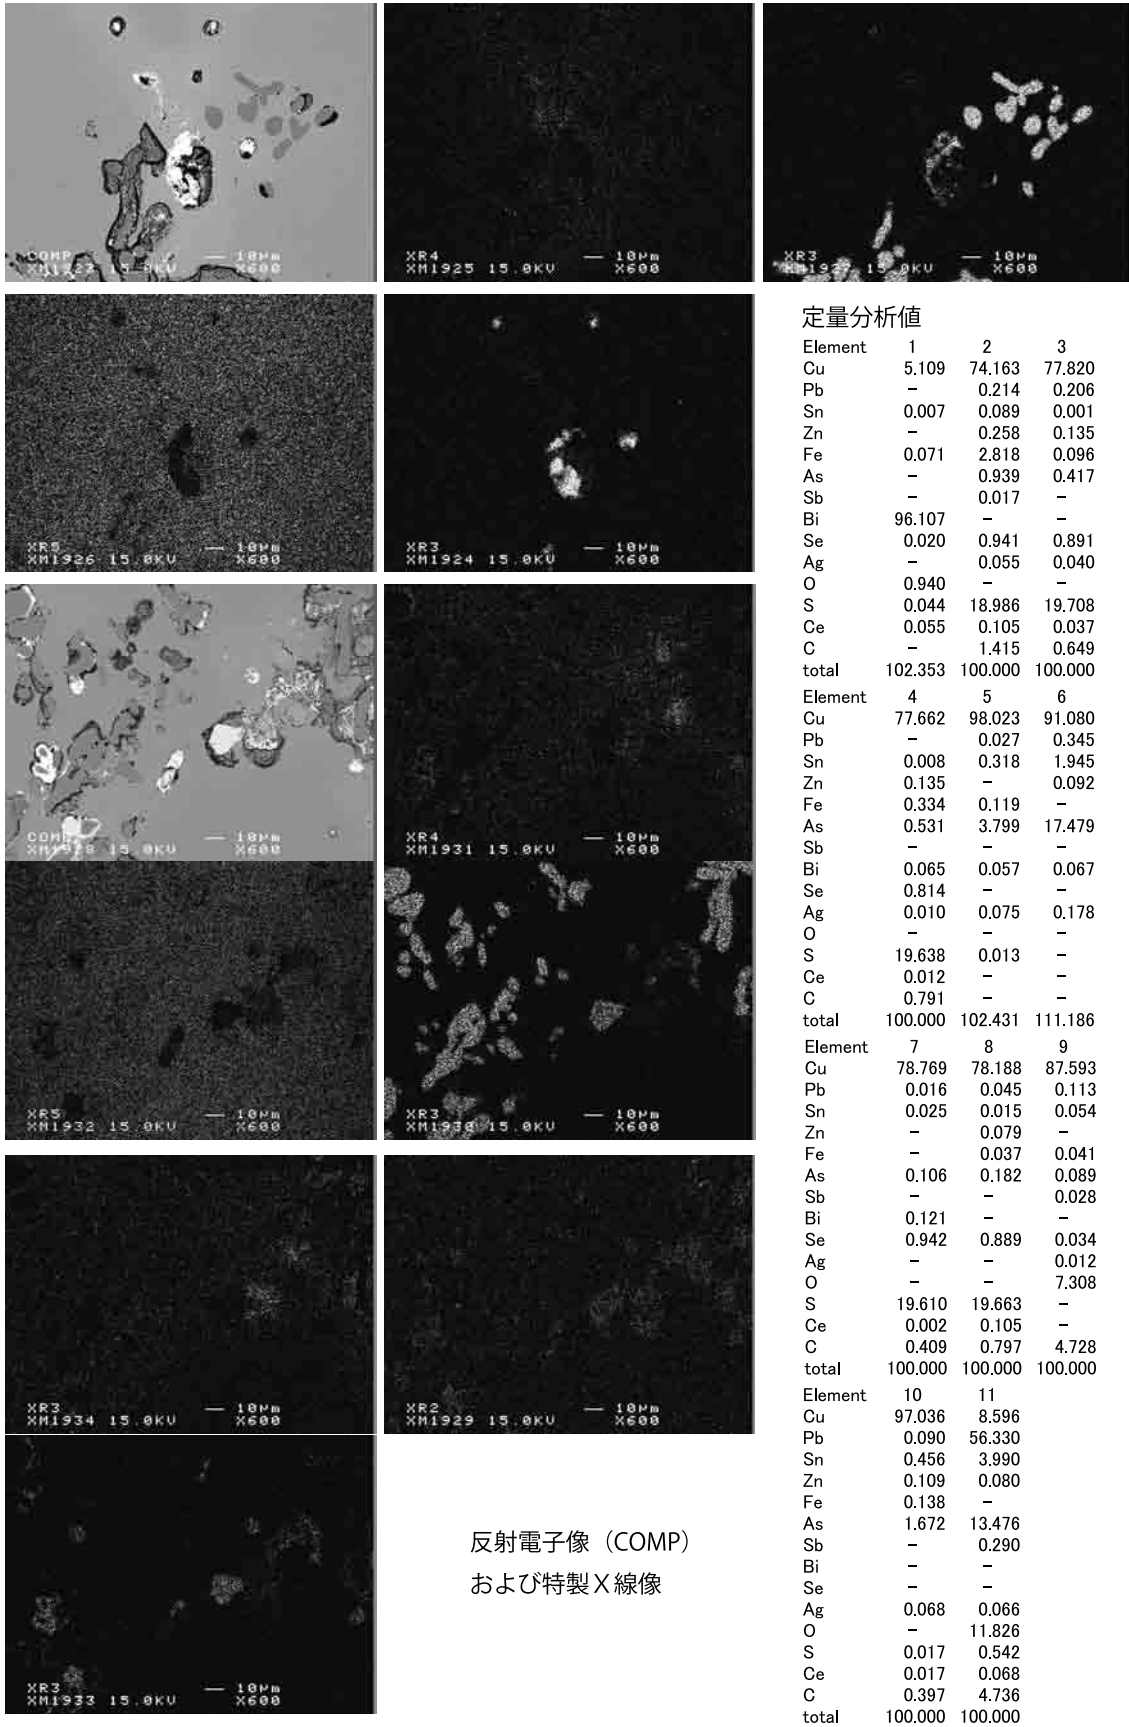 COMP
XM1227 15.0KV
10µm
X600
XR4
XM1925 15.0KV
10µm
X600
XR3
XM1927 15.0KV
10µm
X600
XR5
XM1926 15.0KV
10µm
X600
XR3
XM1924 15.0KV
10µm
X600
定量分析値
Element 1 2 3
Cu 5.109 74.163 77.820
Pb - 0.214 0.206
Sn 0.007 0.089 0.001
Zn - 0.258 0.135
Fe 0.071 2.818 0.096
As - 0.939 0.417
Sb - 0.017 -
Bi 96.107 - -
Se 0.020 0.941 0.891
Ag - 0.055 0.040
O 0.940 - -
S 0.044 18.986 19.708
Ce 0.055 0.105 0.037
C - 1.415 0.649
total 102.353 100.000 100.000
COMP
XM1928 15.0KV
10µm
X600
XR4
XM1931 15.0KV
10µm
X600
Element 4 5 6
Cu 77.662 98.023 91.080
Pb - 0.027 0.345
Sn 0.008 0.318 1.945
Zn 0.135 - 0.092
Fe 0.334 0.119 -
As 0.531 3.799 17.479
Sb - - -
Bi 0.065 0.057 0.067
Se 0.814 - -
Ag 0.010 0.075 0.178
O - - -
S 19.638 0.013 -
Ce 0.012 - -
C 0.791 - -
total 100.000 102.431 111.186
XR5
XM1932 15.0KV
10µm
X600
XR3
XM1930 15.0KV
10µm
X600
Element 7 8 9
Cu 78.769 78.188 87.593
Pb 0.016 0.045 0.113
Sn 0.025 0.015 0.054
Zn - 0.079 -
Fe - 0.037 0.041
As 0.106 0.182 0.089
Sb - - 0.028
Bi 0.121 - -
Se 0.942 0.889 0.034
Ag - - 0.012
O - - 7.308
S 19.610 19.663 -
Ce 0.002 0.105 -
C 0.409 0.797 4.728
total 100.000 100.000 100.000
XR3
XM1934 15.0KV
10µm
X600
XR2
XM1929 15.0KV
10µm
X600
Element 10 11
Cu 97.036 8.596
Pb 0.090 56.330
Sn 0.456 3.990
Zn 0.109 0.080
Fe 0.138 -
As 1.672 13.476
Sb - 0.290
Bi - -
Se - -
Ag 0.068 0.066
O - 11.826
S 0.017 0.542
Ce 0.017 0.068
C 0.397 4.736
total 100.000 100.000
XR3
XM1933 15.0KV
10µm
X600
反射電子像（COMP）
および特製X線像